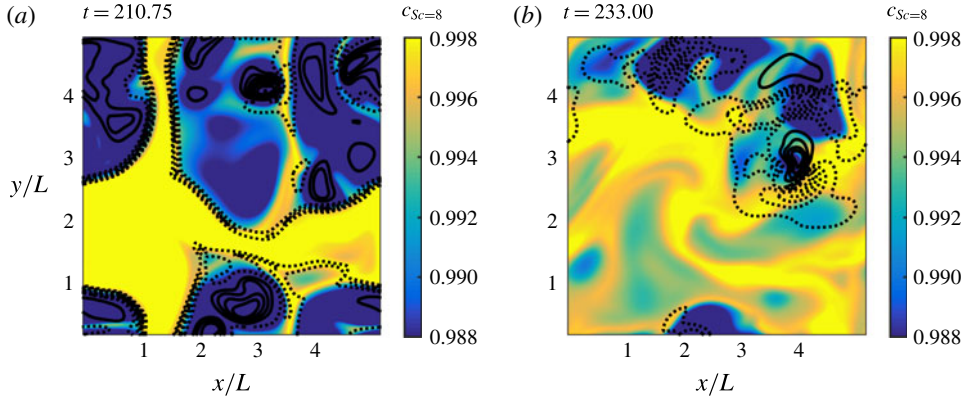 (a) t = 210.75 c_{Sc=8}
0.998
0.996
0.994
0.992
0.990
0.988
4
3
2
1
y/L
1 2 3 4
x/L
(b) t = 233.00 c_{Sc=8}
0.998
0.996
0.994
0.992
0.990
0.988
4
3
2
1
1 2 3 4
x/L